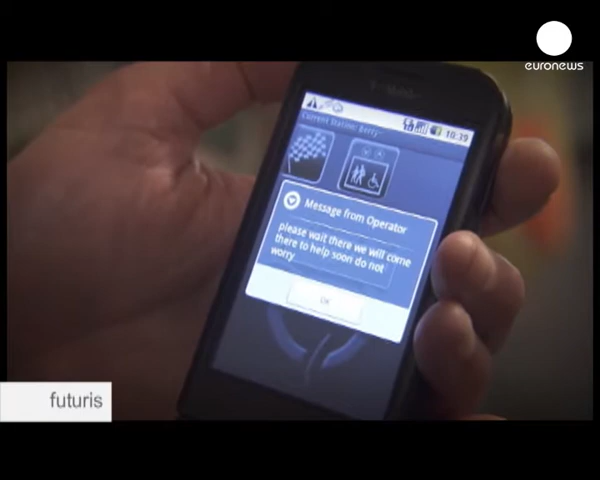 euronews
10:39
Current Station: Berry
Message from Operator
please wait there we will come
there to help soon do not
worry
OK
futuris